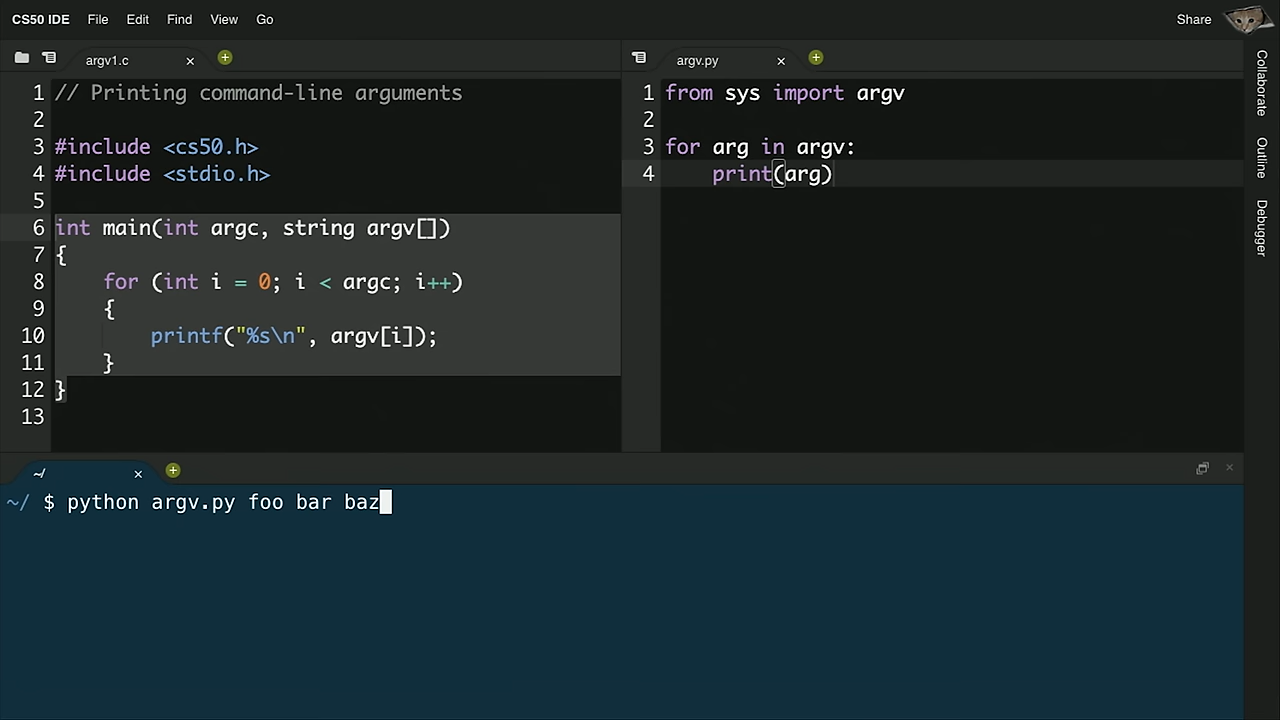 CS50 IDE File Edit Find View Go Share
argv1.c
1 // Printing command-line arguments
2
3 #include <cs50.h>
4 #include <stdio.h>
5
6 int main(int argc, string argv[])
7 {
8     for (int i = 0; i < argc; i++)
9     {
10         printf("%s\n", argv[i]);
11     }
12 }
13
argv.py
1 from sys import argv
2
3 for arg in argv:
4     print(arg)
Collaborate
Outline
Debugger
~/
~/ $ python argv.py foo bar baz